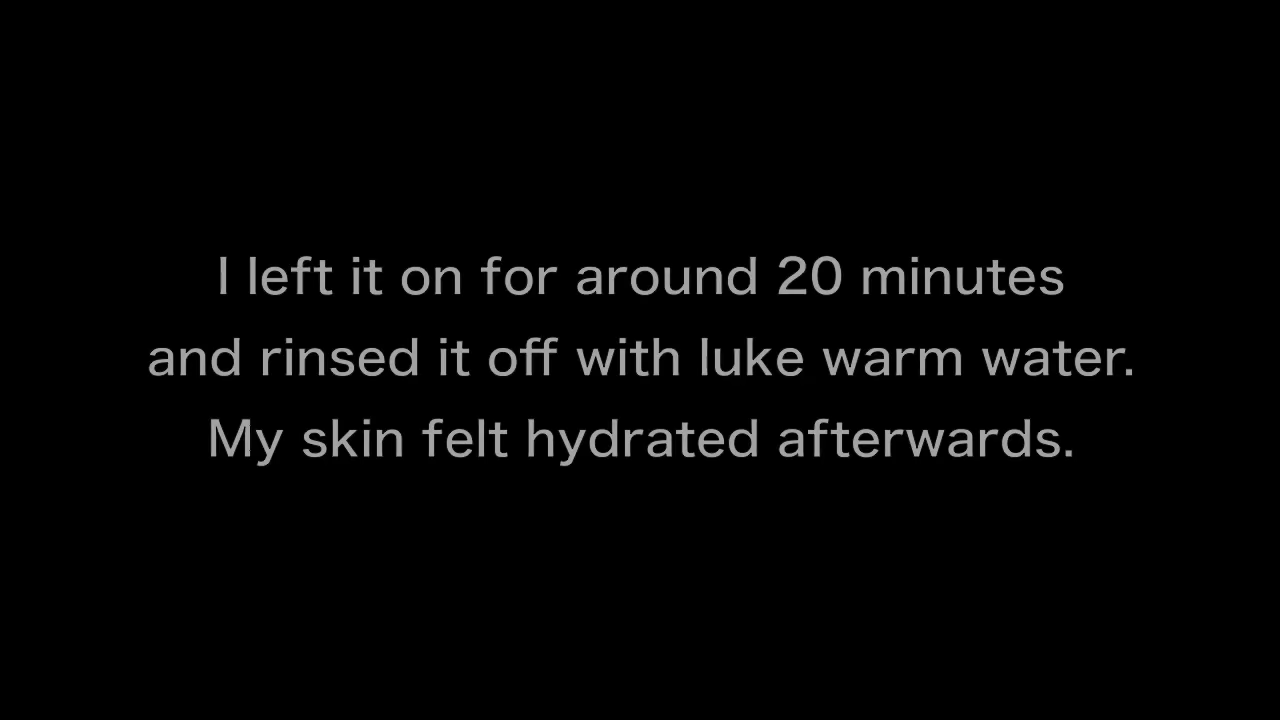 I left it on for around 20 minutes
and rinsed it off with luke warm water.
My skin felt hydrated afterwards.